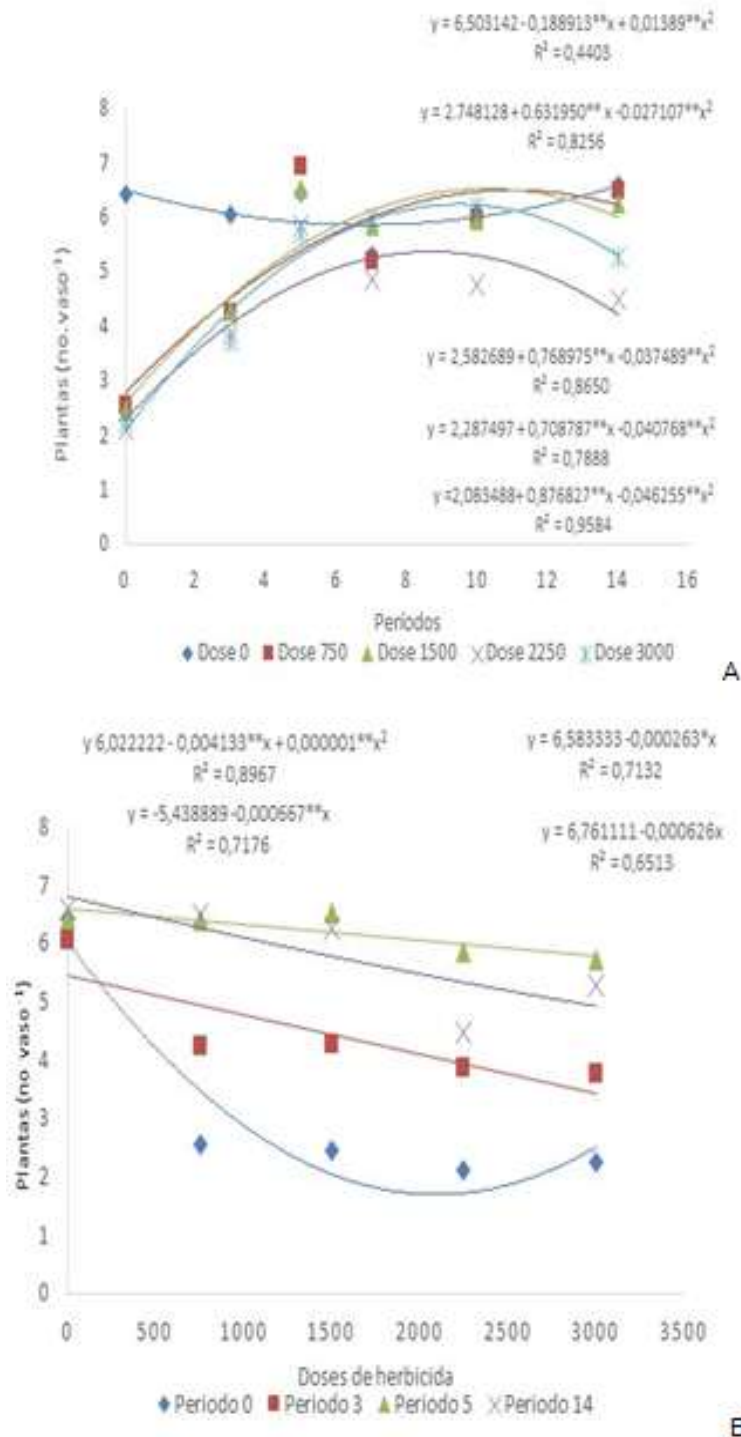 y = 6,503142 - 0,188913**x + 0,01389**x²
R² = 0,4403
8
y = 2.748128 + 0.631950** x -0.027107**x²
R² = 0,8256
7
6
5
4
3
2
1
0
Plantas (no.vaso⁻¹)
y = 2,582689 + 0,768975**x -0,037489**x²
R² = 0,8650
y = 2,287497 + 0,708787**x -0,040768**x²
R² = 0,7888
y =2,083488+ 0,876827**x -0,046255**x²
R² = 0,9584
0 2 4 6 8 10 12 14 16
Períodos
Dose 0 Dose 750 Dose 1500 Dose 2250 Dose 3000
A
y 6,022222 - 0,004133**x + 0,000001**x²
R² = 0,8967
y = 6,583333 -0,000263*x
R² = 0,7132
y = -5,438889 -0,000667**x
R² = 0,7176
y = 6,761111 -0,000626x
R² = 0,6513
8
7
6
5
4
3
2
1
0
Plantas (no vaso ⁻¹)
0 500 1000 1500 2000 2500 3000 3500
Doses de herbicida
Periodo 0 Periodo 3 Periodo 5 Periodo 14
B